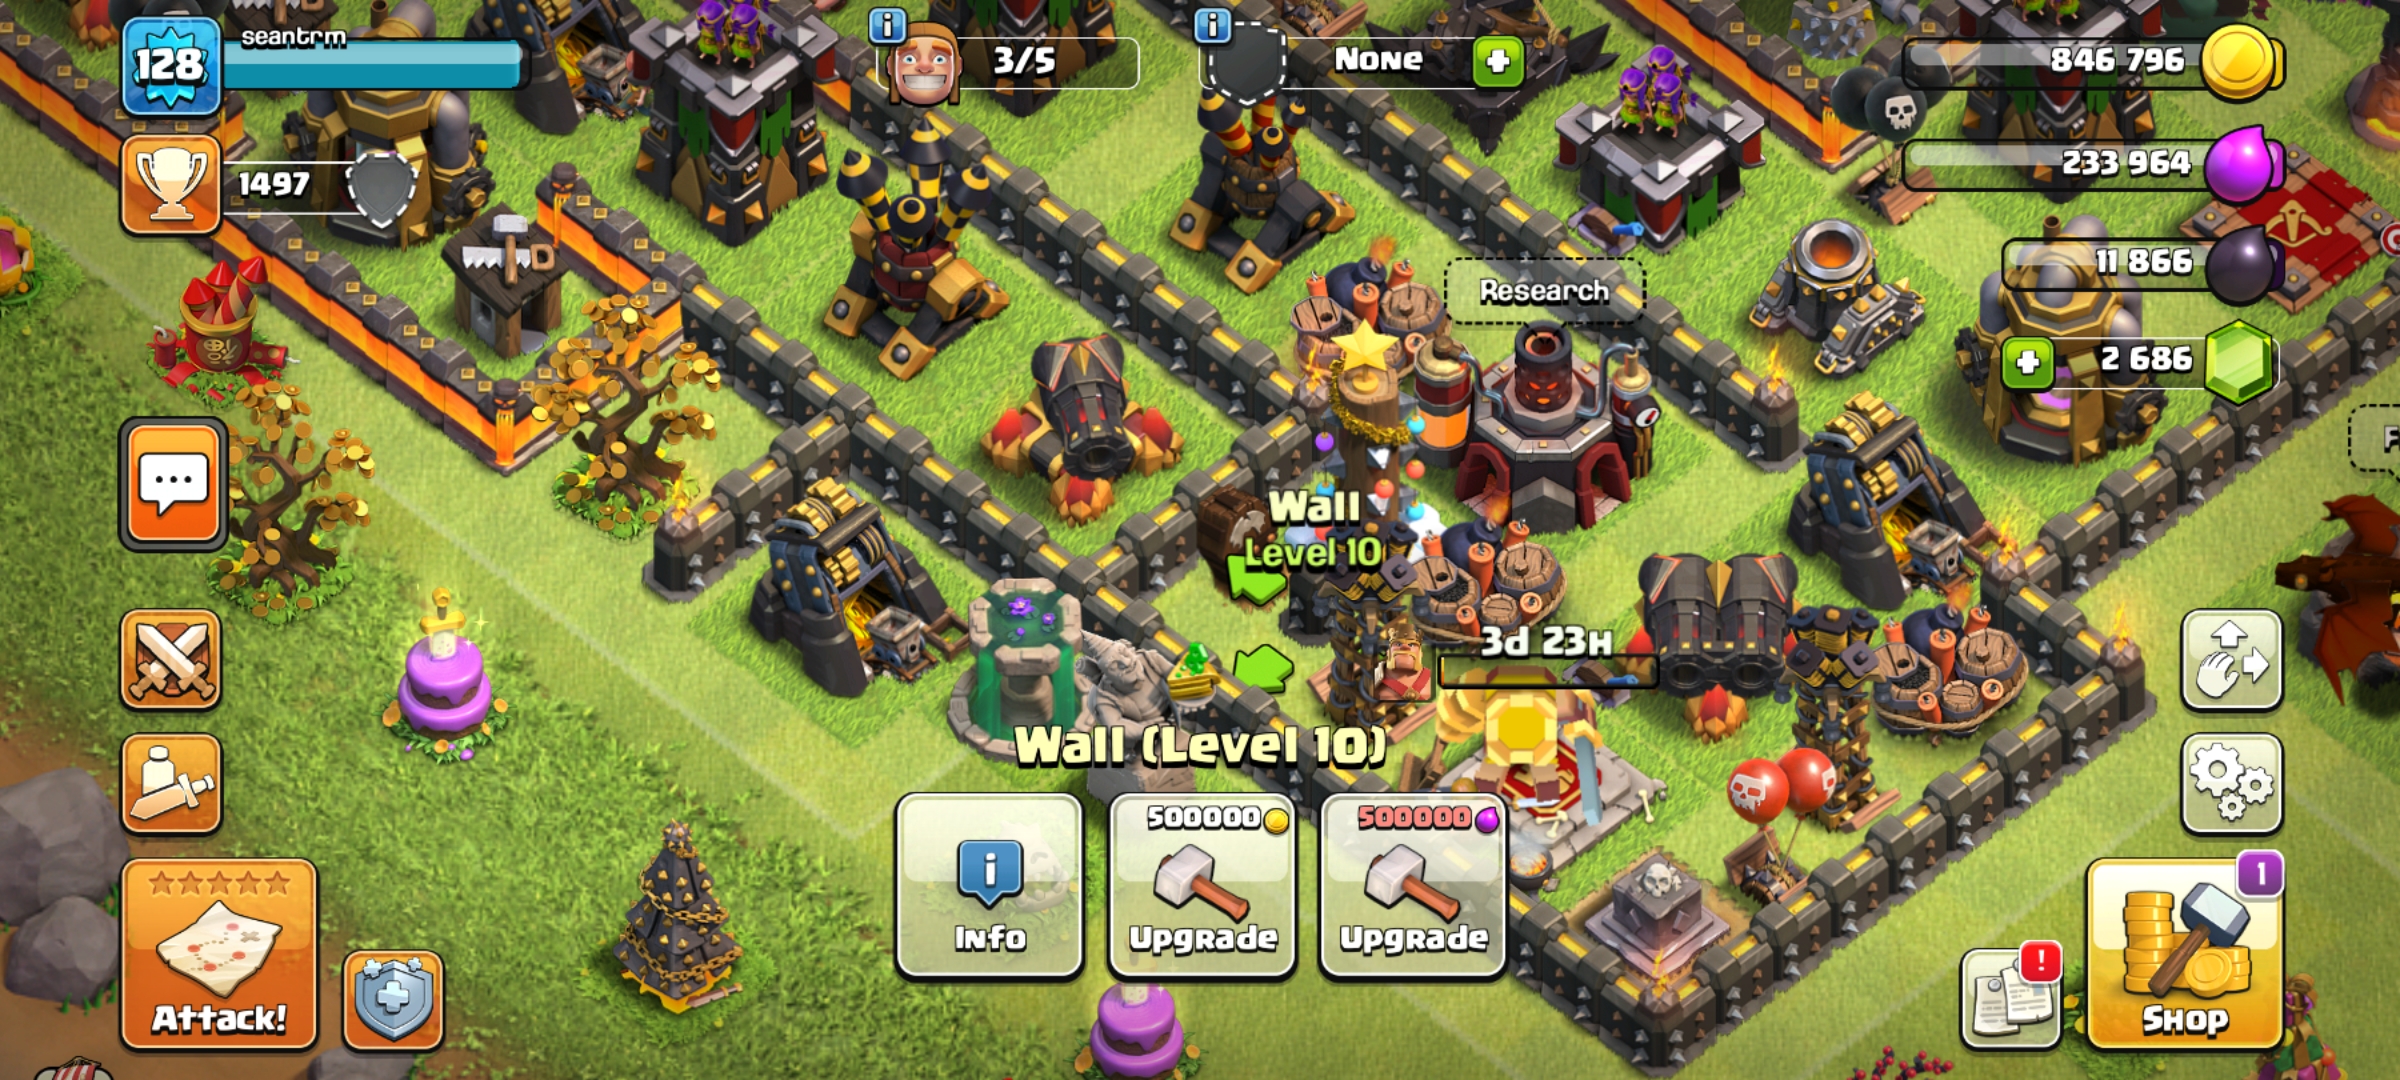 128
seantrm
3/5
None
846 796
1497
233 964
11 866
Research
2 686
Wall
Level 10
3d 23H
Wall (Level 10)
500000
500000
Info
Upgrade
Upgrade
1
!
Attack!
Shop